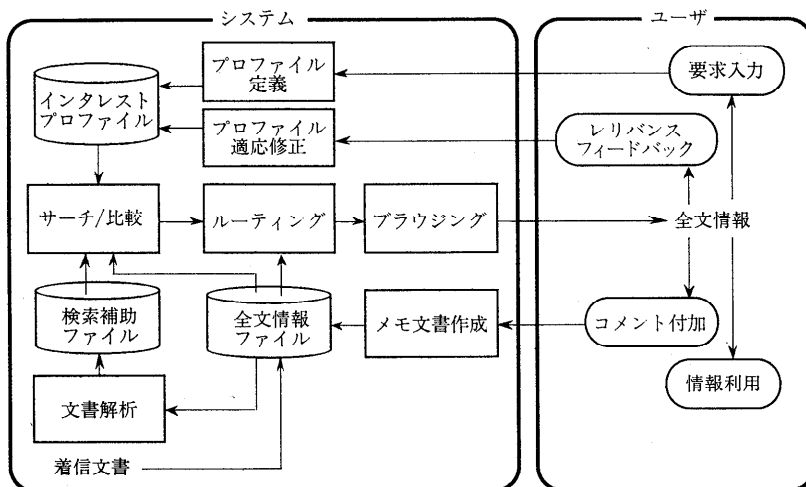 システム
ユーザ
プロファイル
定義
要求入力
インタレスト
プロファイル
プロファイル
適応修正
レリバンス
フィードバック
サーチ/比較
ルーティング
ブラウジング
全文情報
検索補助
ファイル
全文情報
ファイル
メモ文書作成
コメント付加
文書解析
情報利用
着信文書